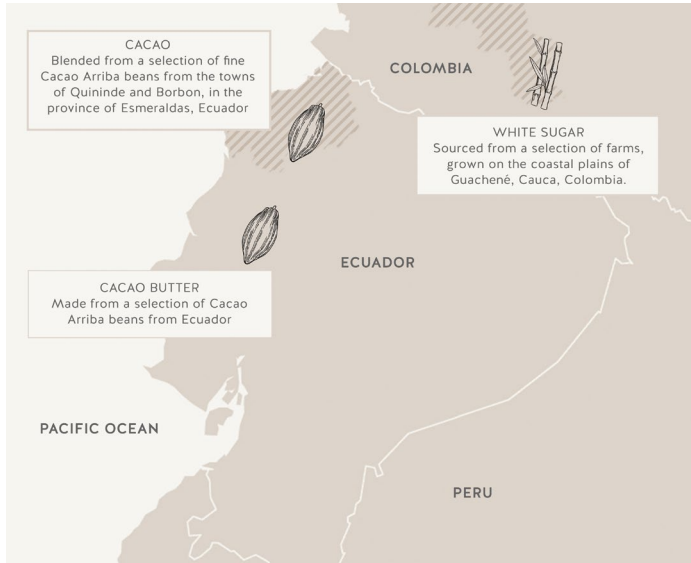 CACAO
Blended from a selection of fine
Cacao Arriba beans from the towns
of Quininde and Borbon, in the
province of Esmeraldas, Ecuador
COLOMBIA
WHITE SUGAR
Sourced from a selection of farms,
grown on the coastal plains of
Guachené, Cauca, Colombia.
ECUADOR
CACAO BUTTER
Made from a selection of Cacao
Arriba beans from Ecuador
PACIFIC OCEAN
PERU